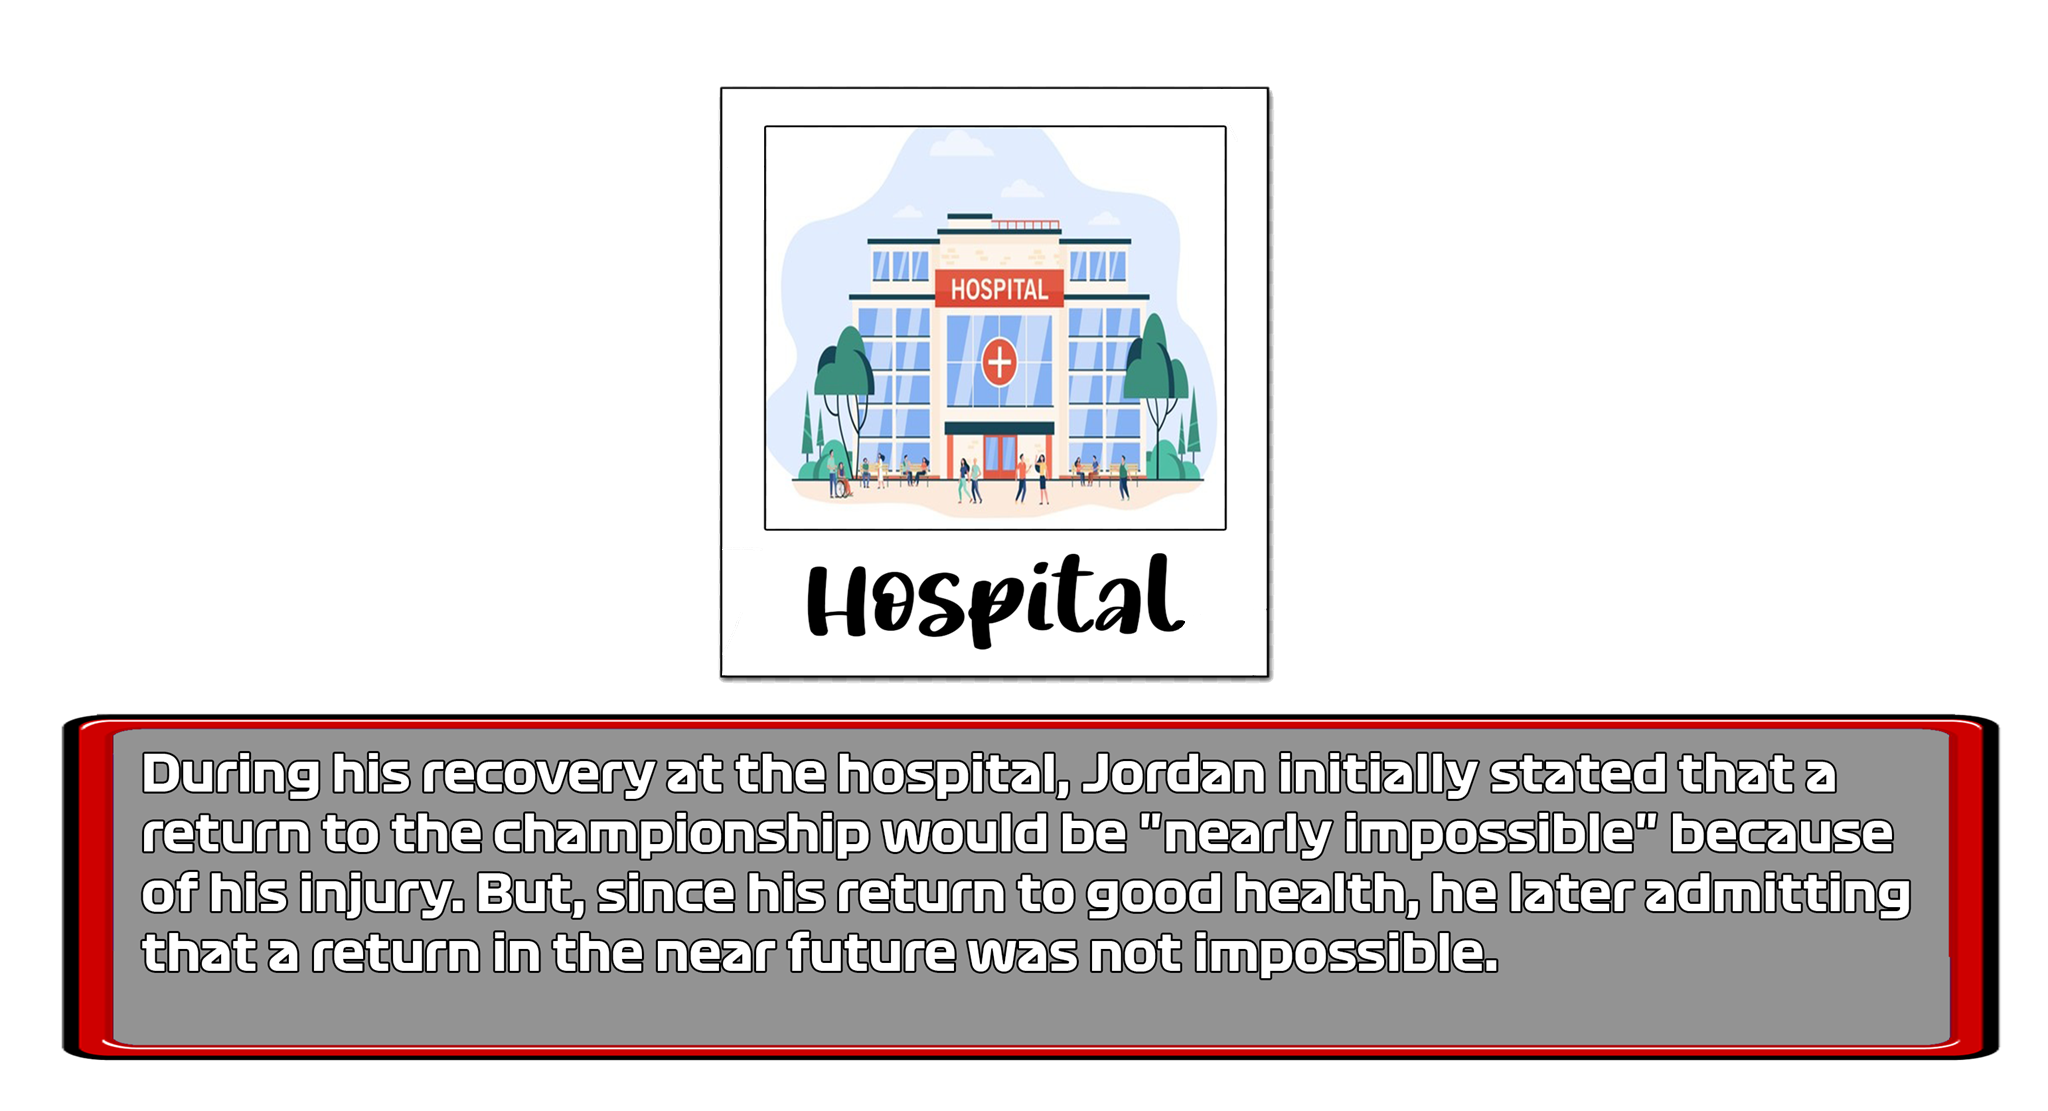 HOSPITAL
Hospital
During his recovery at the hospital, Jordan initially stated that a
return to the championship would be "nearly impossible" because
of his injury. But, since his return to good health, he later admitting
that a return in the near future was not impossible.